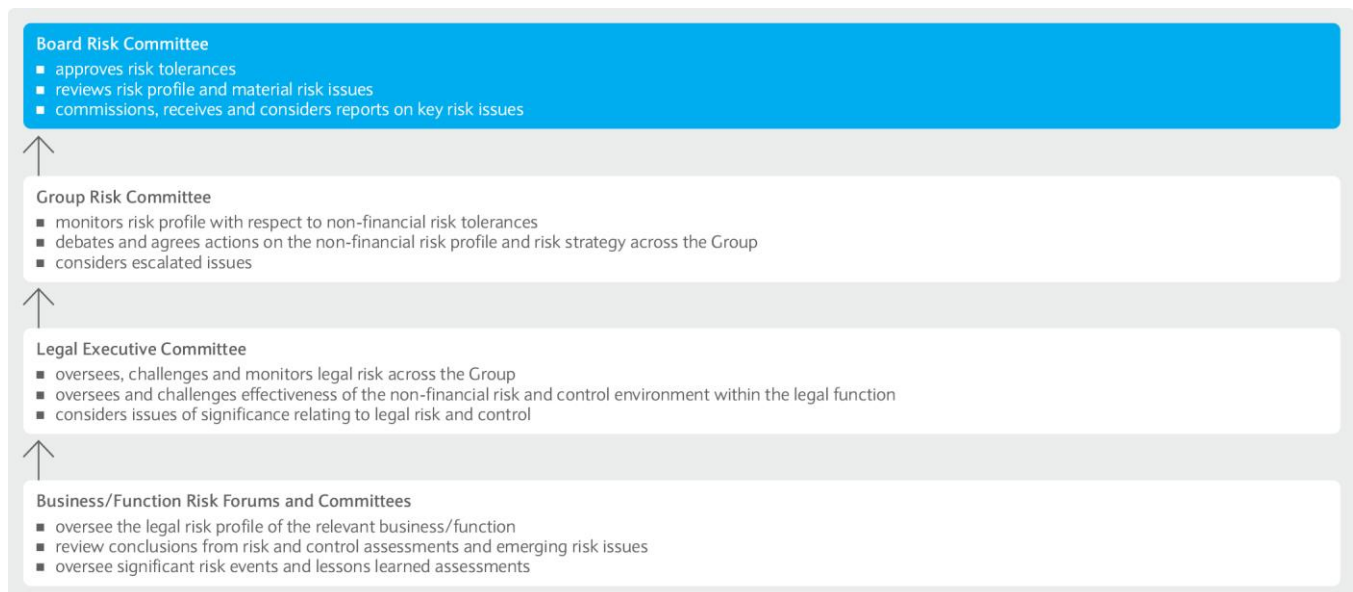 Board Risk Committee
▪ approves risk tolerances
▪ reviews risk profile and material risk issues
▪ commissions, receives and considers reports on key risk issues
Group Risk Committee
▪ monitors risk profile with respect to non-financial risk tolerances
▪ debates and agrees actions on the non-financial risk profile and risk strategy across the Group
▪ considers escalated issues
Legal Executive Committee
▪ oversees, challenges and monitors legal risk across the Group
▪ oversees and challenges effectiveness of the non-financial risk and control environment within the legal function
▪ considers issues of significance relating to legal risk and control
Business/Function Risk Forums and Committees
▪ oversee the legal risk profile of the relevant business/function
▪ review conclusions from risk and control assessments and emerging risk issues
▪ oversee significant risk events and lessons learned assessments